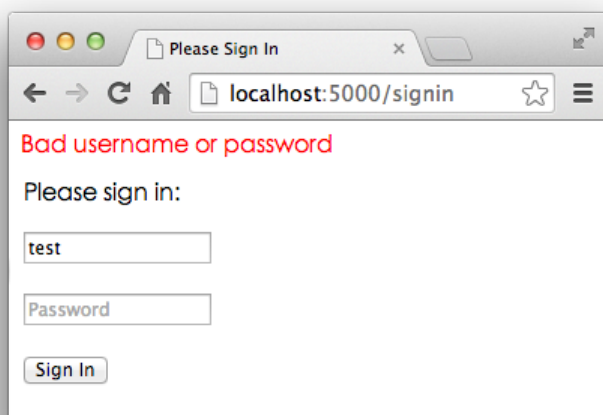 Please Sign In
localhost:5000/signin
Bad username or password
Please sign in:
test
Password
Sign In